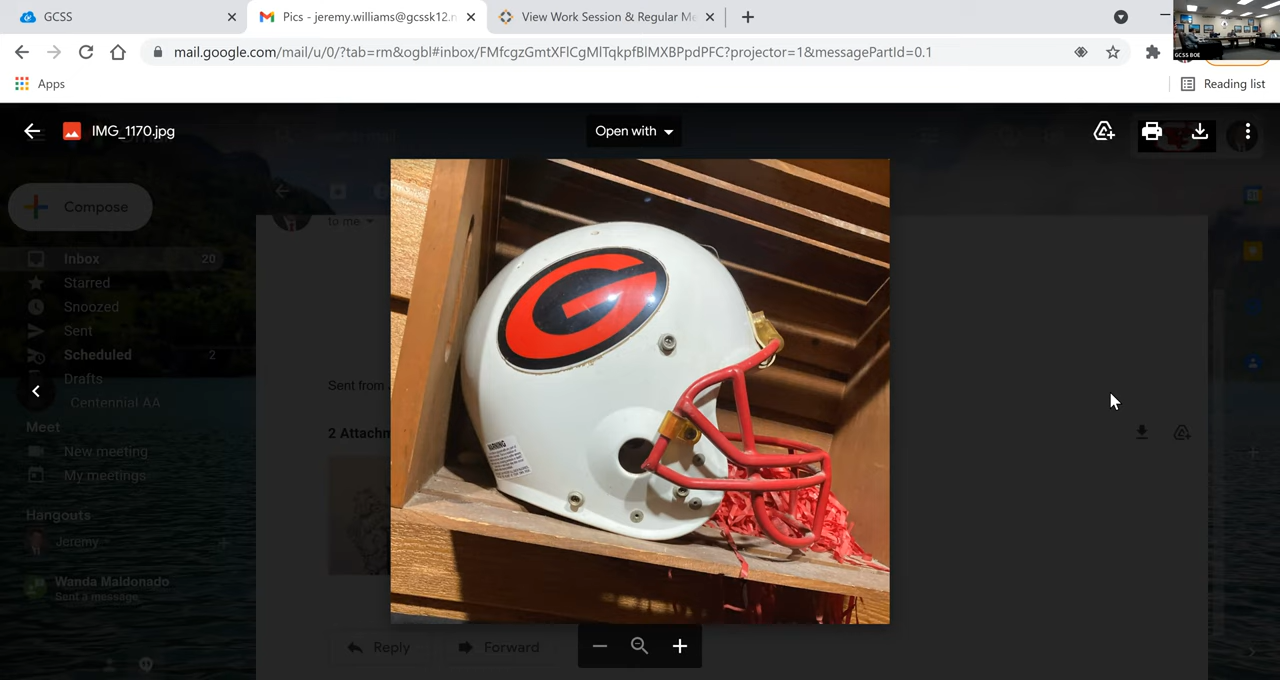 GCSS
Pics - jeremy.williams@gcssk12.n
View Work Session & Regular Me
mail.google.com/mail/u/0/?tab=rm&ogbl#inbox/FMfcgzGmtXFlCgMlTqkpfBlMXBPpdPFC?projector=1&messagePartId=0.1
GCSS BOE
Apps
Reading list
IMG_1170.jpg
Open with
Compose
to me
Inbox
20
Starred
Snoozed
Sent
Scheduled
2
Drafts
Centennial AA
Meet
New meeting
My meetings
Hangouts
Jeremy
Wanda Maldonado
Sent a message
Sent from
2 Attachm
G
WARNING
Reply
Forward